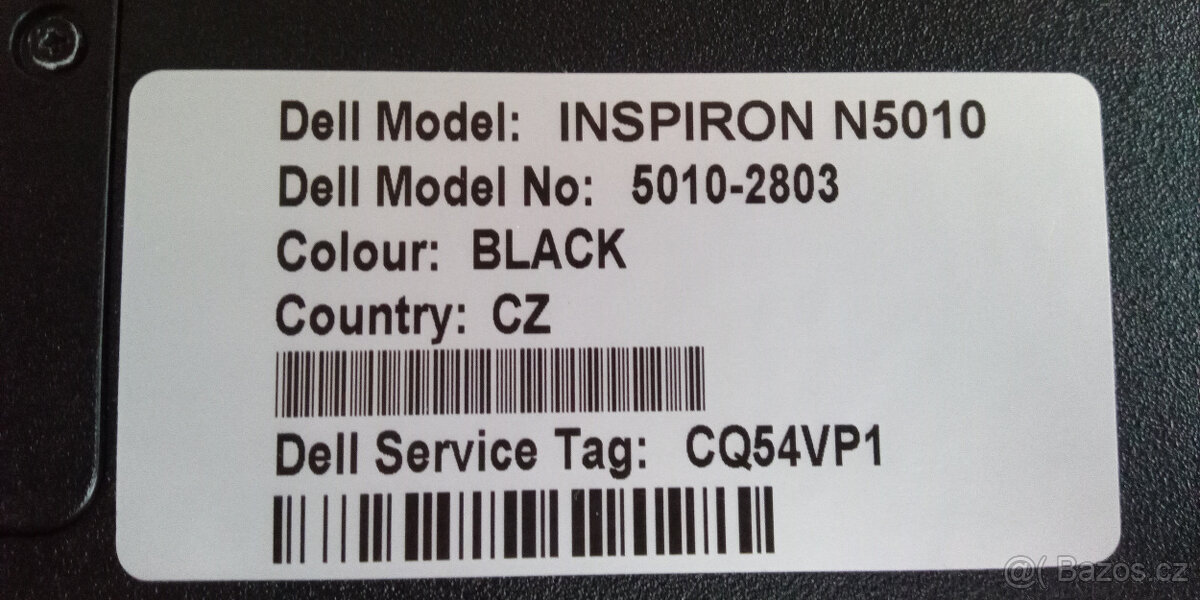 Dell Model: INSPIRON N5010
Dell Model No: 5010-2803
Colour: BLACK
Country: CZ
Dell Service Tag: CQ54VP1
@( Bazos.cz